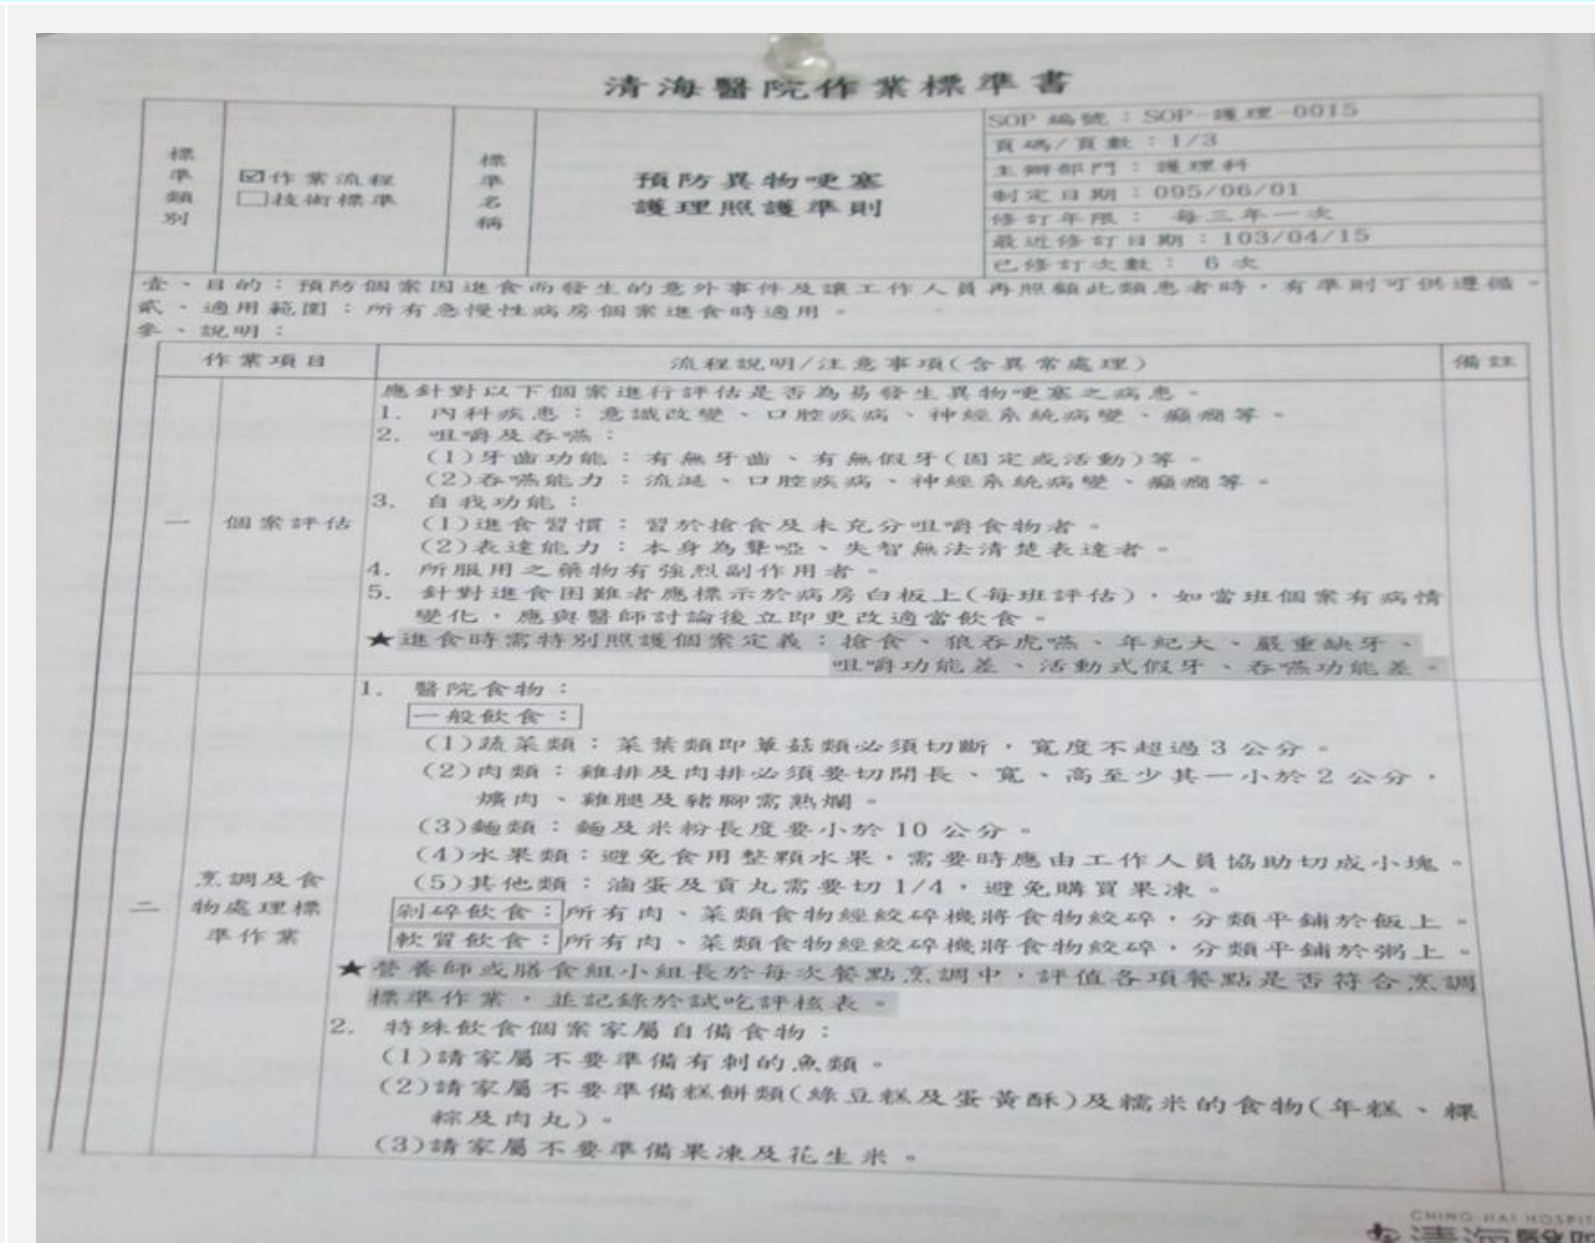 清海醫院作業標準書
標準類別
☑作業流程
☐技術標準
標準名稱
預防異物哽塞
護理照護準則
SOP 編號：SOP-護理-0015
頁碼/頁數：1/3
主辦部門：護理科
制定日期：095/06/01
修訂年限： 每三年一次
最近修訂日期：103/04/15
已修訂次數： 6 次
壹、目的：預防個案因進食而發生的意外事件及讓工作人員再照顧此類患者時，有準則可供遵循。
貳、適用範圍：所有急慢性病房個案進食時適用。
參、說明：
作業項目
流程說明/注意事項(含異常處理)
備註
一
個案評估
應針對以下個案進行評估是否為易發生異物哽塞之病患。
1. 內科疾患：意識改變、口腔疾病、神經系統病變、癲癇等。
2. 咀嚼及吞嚥：
(1)牙齒功能：有無牙齒、有無假牙(固定或活動)等。
(2)吞嚥能力：流涎、口腔疾病、神經系統病變、癲癇等。
3. 自我功能：
(1)進食習慣：習於搶食及未充分咀嚼食物者。
(2)表達能力：本身為聾啞、失智無法清楚表達者。
4. 所服用之藥物有強烈副作用者。
5. 針對進食困難者應標示於病房白板上(每班評估)，如當班個案有病情
變化，應與醫師討論後立即更改適當飲食。
★進食時需特別照護個案定義：搶食、狼吞虎嚥、年紀大、嚴重缺牙、
咀嚼功能差、活動式假牙、吞嚥功能差。
二
烹調及食
物處理標
準作業
1. 醫院食物：
一般飲食：
(1)蔬菜類：菜葉類即蕈菇類必須切斷，寬度不超過 3 公分。
(2)肉類：雞排及肉排必須要切開長、寬、高至少其一小於 2 公分，
爌肉、雞腿及豬腳需熟爛。
(3)麵類：麵及米粉長度要小於 10 公分。
(4)水果類：避免食用整顆水果，需要時應由工作人員協助切成小塊。
(5)其他類：滷蛋及貢丸需要切 1/4，避免購買果凍。
剁碎飲食：所有肉、菜類食物經絞碎機將食物絞碎，分類平鋪於飯上。
軟質飲食：所有肉、菜類食物經絞碎機將食物絞碎，分類平鋪於粥上。
★營養師或膳食組小組長於每次餐點烹調中，評值各項餐點是否符合烹調
標準作業，並記錄於試吃評核表。
2. 特殊飲食個案家屬自備食物：
(1)請家屬不要準備有刺的魚類。
(2)請家屬不要準備糕餅類(綠豆糕及蛋黃酥)及糯米的食物(年糕、粿
粽及肉丸)。
(3)請家屬不要準備果凍及花生米。
CHING-HAI HOSPIT
清海醫院